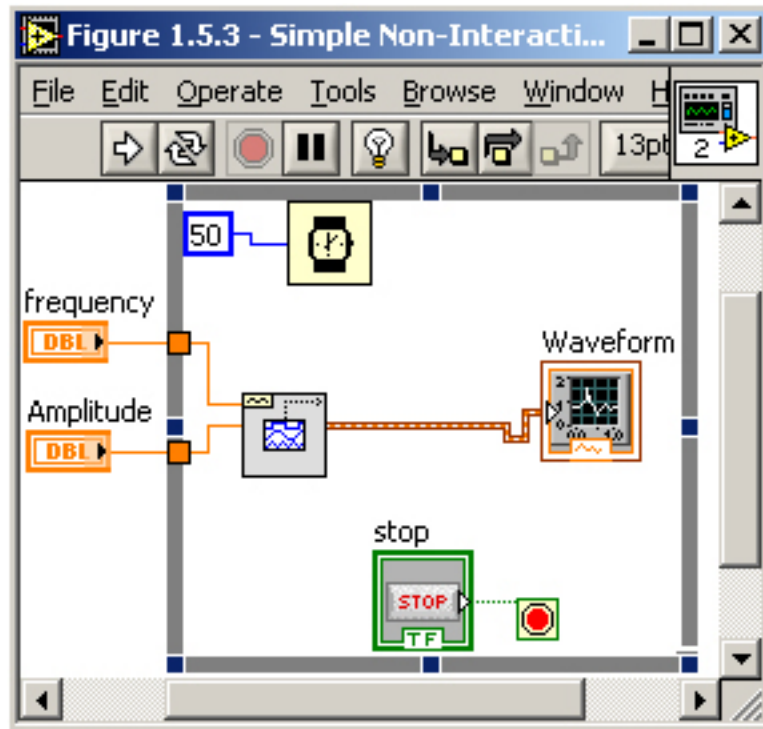 Figure 1.5.3 - Simple Non-Interacti...
File Edit Operate Tools Browse Window H
13pt
2
50
frequency
DBL
Waveform
2
Amplitude
DBL
stop
STOP
TF